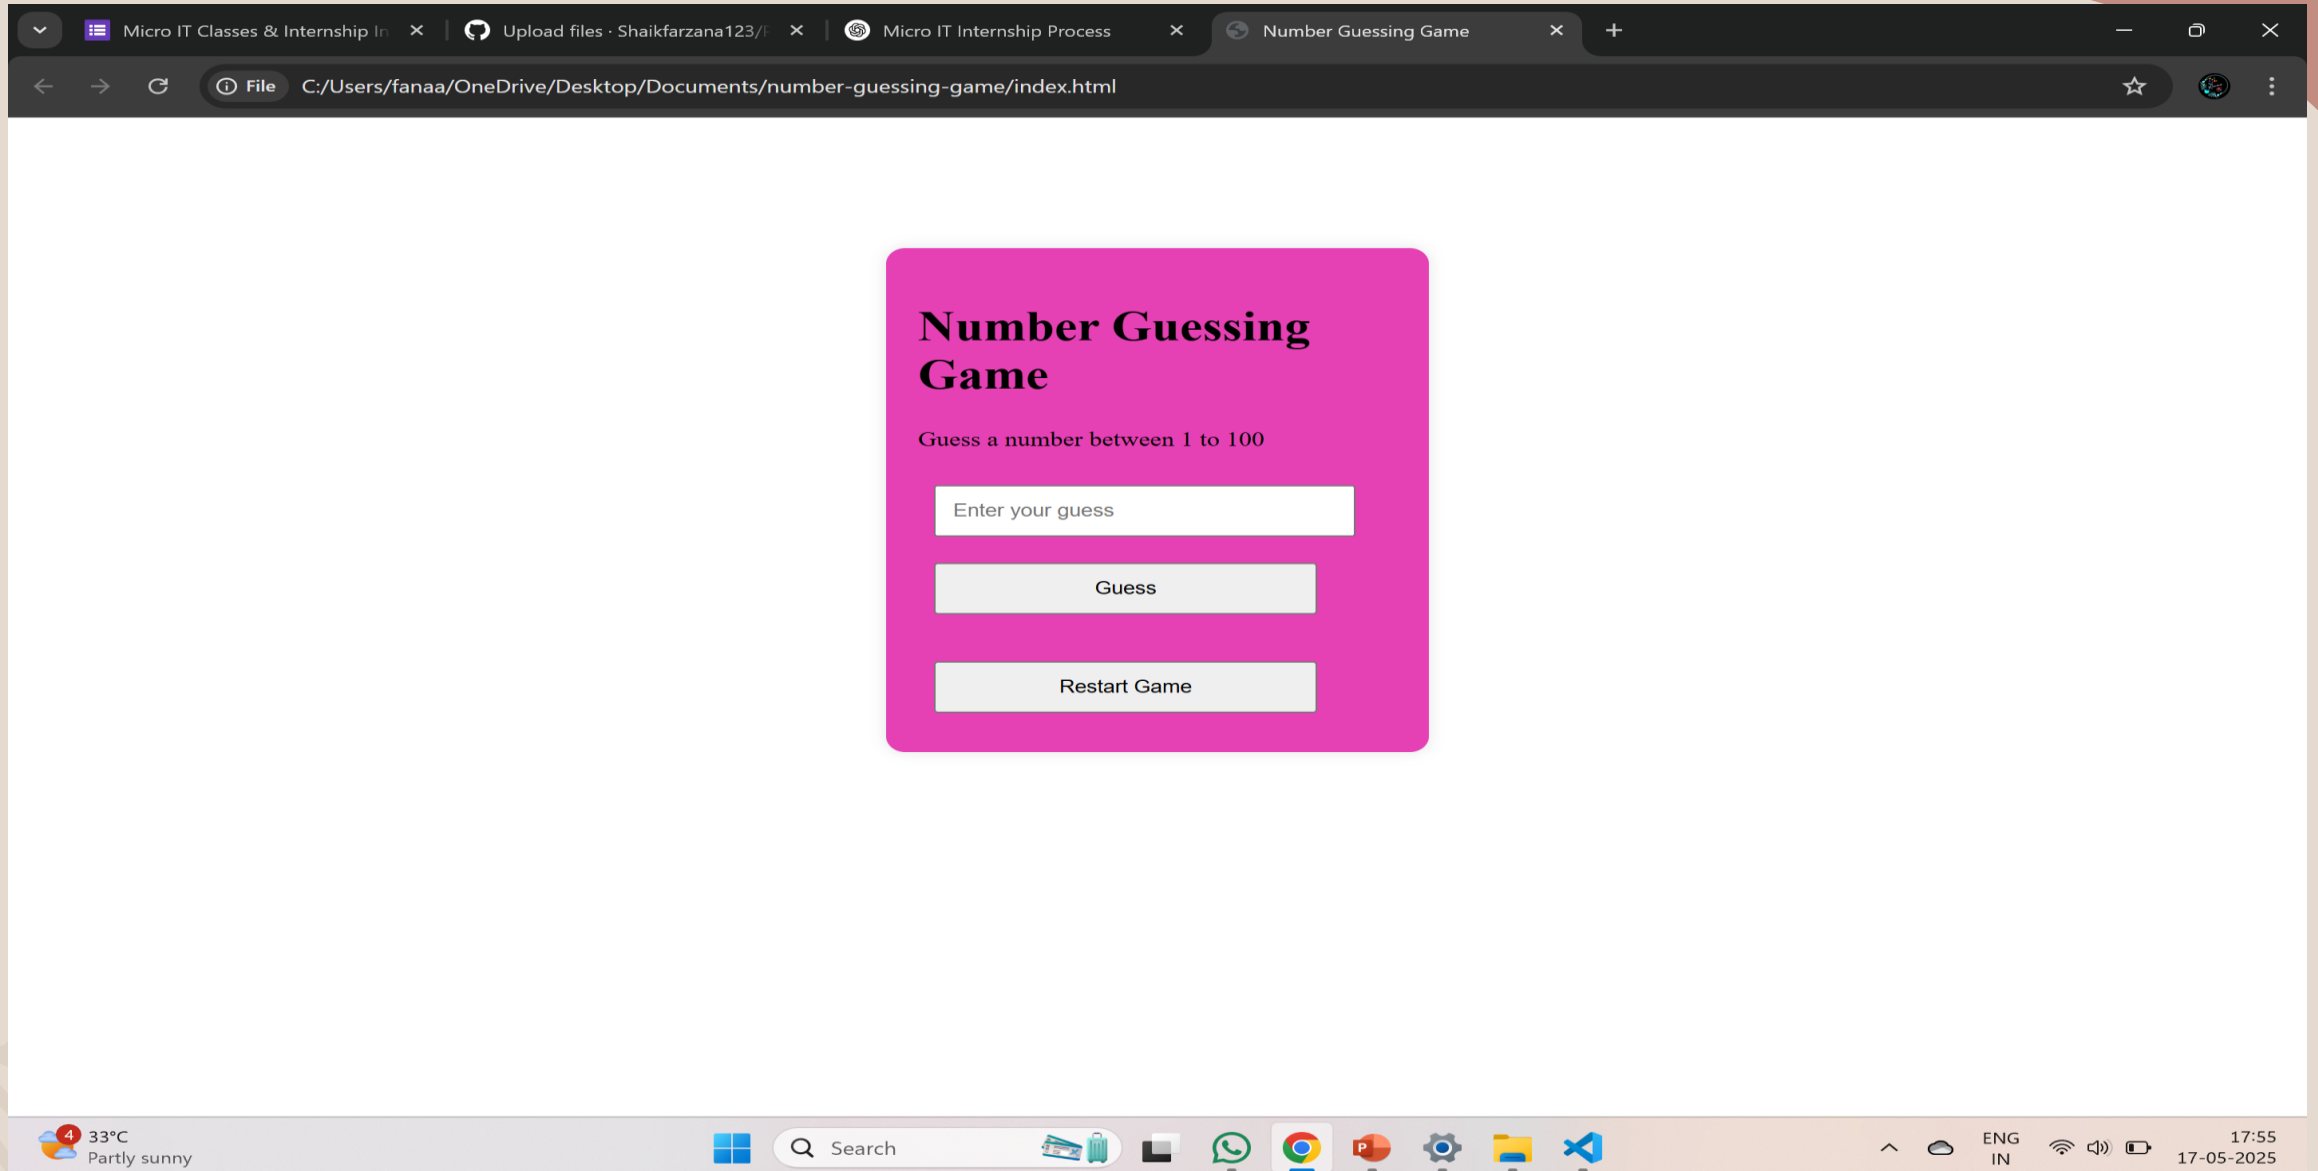 Micro IT Classes & Internship In
Upload files · Shaikfarzana123/
Micro IT Internship Process
Number Guessing Game
File
C:/Users/fanaa/OneDrive/Desktop/Documents/number-guessing-game/index.html
Number Guessing
Game
Guess a number between 1 to 100
Enter your guess
Guess
Restart Game
4
33°C
Partly sunny
Search
P
ENG
IN
17:55
17-05-2025